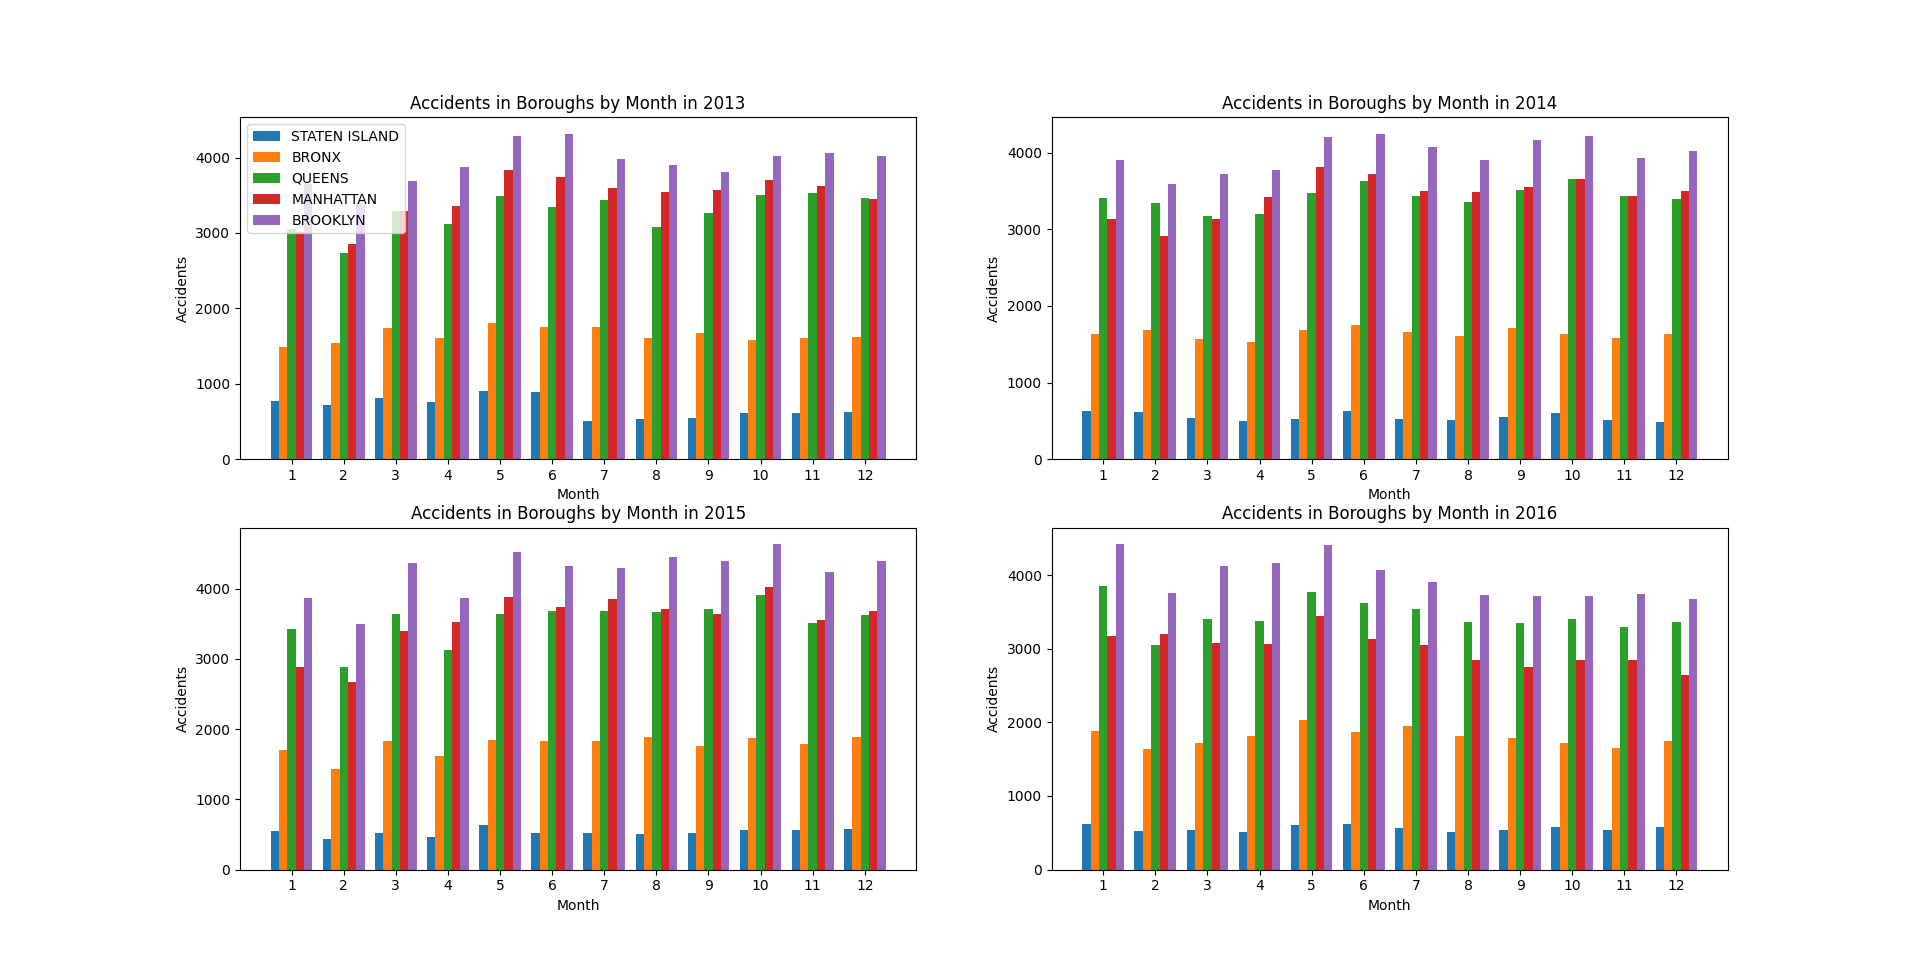 Accidents in Boroughs by Month in 2013
STATEN ISLAND
BRONX
QUEENS
MANHATTAN
BROOKLYN
4000
3000
2000
1000
0
Accidents
1 2 3 4 5 6 7 8 9 10 11 12
Month
Accidents in Boroughs by Month in 2014
4000
3000
2000
1000
0
Accidents
1 2 3 4 5 6 7 8 9 10 11 12
Month
Accidents in Boroughs by Month in 2015
4000
3000
2000
1000
0
Accidents
1 2 3 4 5 6 7 8 9 10 11 12
Month
Accidents in Boroughs by Month in 2016
4000
3000
2000
1000
0
Accidents
1 2 3 4 5 6 7 8 9 10 11 12
Month